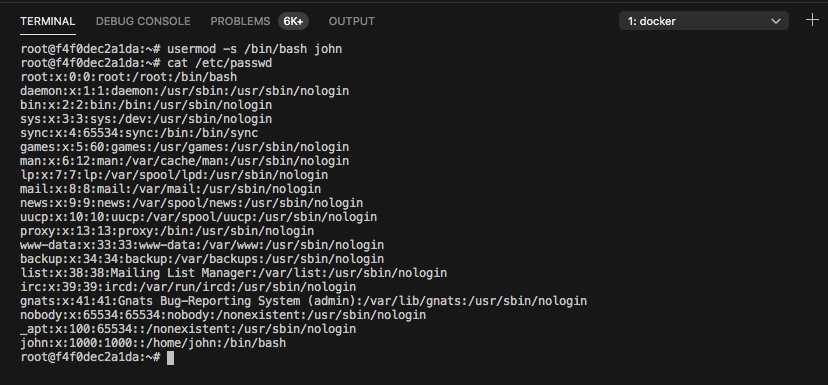 TERMINAL DEBUG CONSOLE PROBLEMS 6K+ OUTPUT 1: docker
root@f4f0dec2a1da:~# usermod -s /bin/bash john
root@f4f0dec2a1da:~# cat /etc/passwd
root:x:0:0:root:/root:/bin/bash
daemon:x:1:1:daemon:/usr/sbin:/usr/sbin/nologin
bin:x:2:2:bin:/bin:/usr/sbin/nologin
sys:x:3:3:sys:/dev:/usr/sbin/nologin
sync:x:4:65534:sync:/bin:/bin/sync
games:x:5:60:games:/usr/games:/usr/sbin/nologin
man:x:6:12:man:/var/cache/man:/usr/sbin/nologin
lp:x:7:7:lp:/var/spool/lpd:/usr/sbin/nologin
mail:x:8:8:mail:/var/mail:/usr/sbin/nologin
news:x:9:9:news:/var/spool/news:/usr/sbin/nologin
uucp:x:10:10:uucp:/var/spool/uucp:/usr/sbin/nologin
proxy:x:13:13:proxy:/bin:/usr/sbin/nologin
www-data:x:33:33:www-data:/var/www:/usr/sbin/nologin
backup:x:34:34:backup:/var/backups:/usr/sbin/nologin
list:x:38:38:Mailing List Manager:/var/list:/usr/sbin/nologin
irc:x:39:39:ircd:/var/run/ircd:/usr/sbin/nologin
gnats:x:41:41:Gnats Bug-Reporting System (admin):/var/lib/gnats:/usr/sbin/nologin
nobody:x:65534:65534:nobody:/nonexistent:/usr/sbin/nologin
_apt:x:100:65534::/nonexistent:/usr/sbin/nologin
john:x:1000:1000::/home/john:/bin/bash
root@f4f0dec2a1da:~#